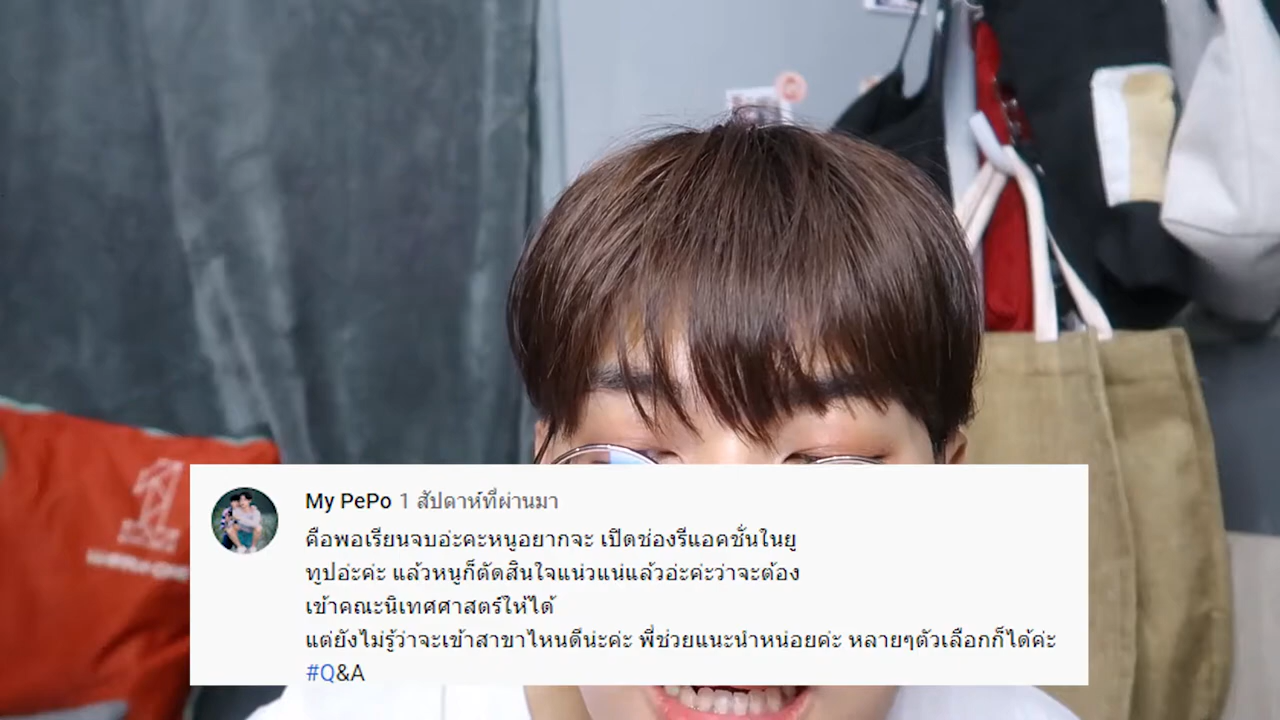 My PePo 1 สัปดาห์ที่ผ่านมา
คือพอเรียนจบอ่ะคะหนูอยากจะ เปิดช่องรีแอคชั่นในยู
ทูปอ่ะค่ะ แล้วหนูก็ตัดสินใจแน่วแน่แล้วอ่ะค่ะว่าจะต้อง
เข้าคณะนิเทศศาสตร์ให้ได้
แต่ยังไม่รู้ว่าจะเข้าสาขาไหนดีน่ะค่ะ พี่ช่วยแนะนำหน่อยค่ะ หลายๆตัวเลือกก็ได้ค่ะ
#Q&A
1